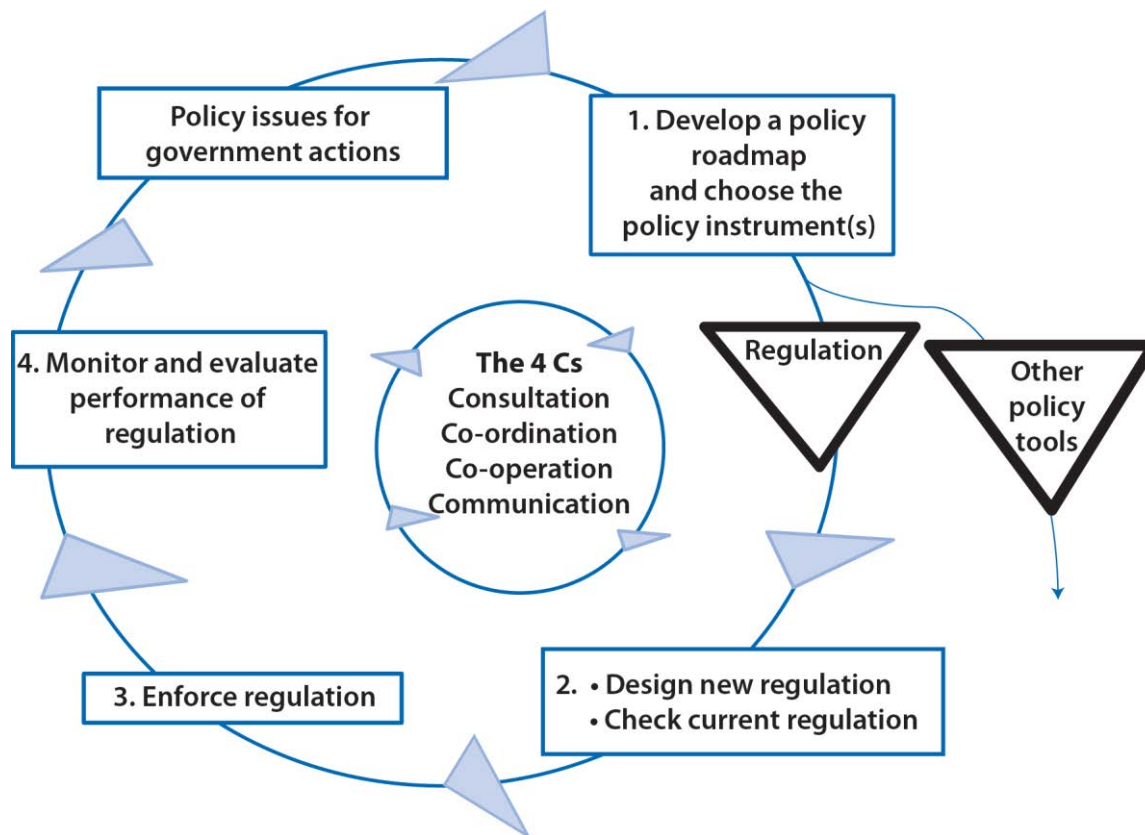 Policy issues for
government actions
1. Develop a policy
roadmap
and choose the
policy instrument(s)
Regulation
Other
policy
tools
2. • Design new regulation
• Check current regulation
3. Enforce regulation
4. Monitor and evaluate
performance of
regulation
The 4 Cs
Consultation
Co-ordination
Co-operation
Communication